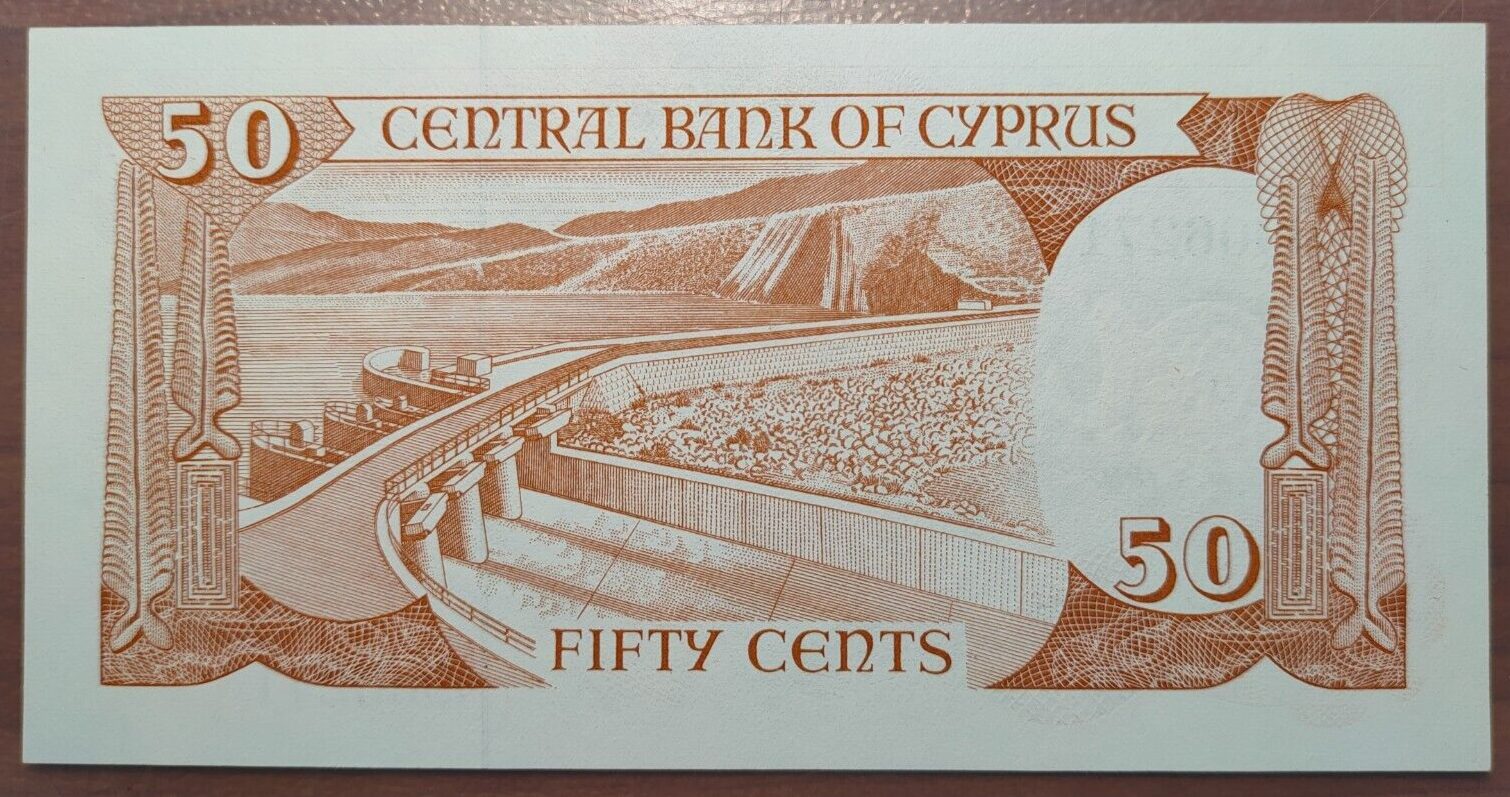 50
CENTRAL BANK OF CYPRUS
50
FIFTY CENTS